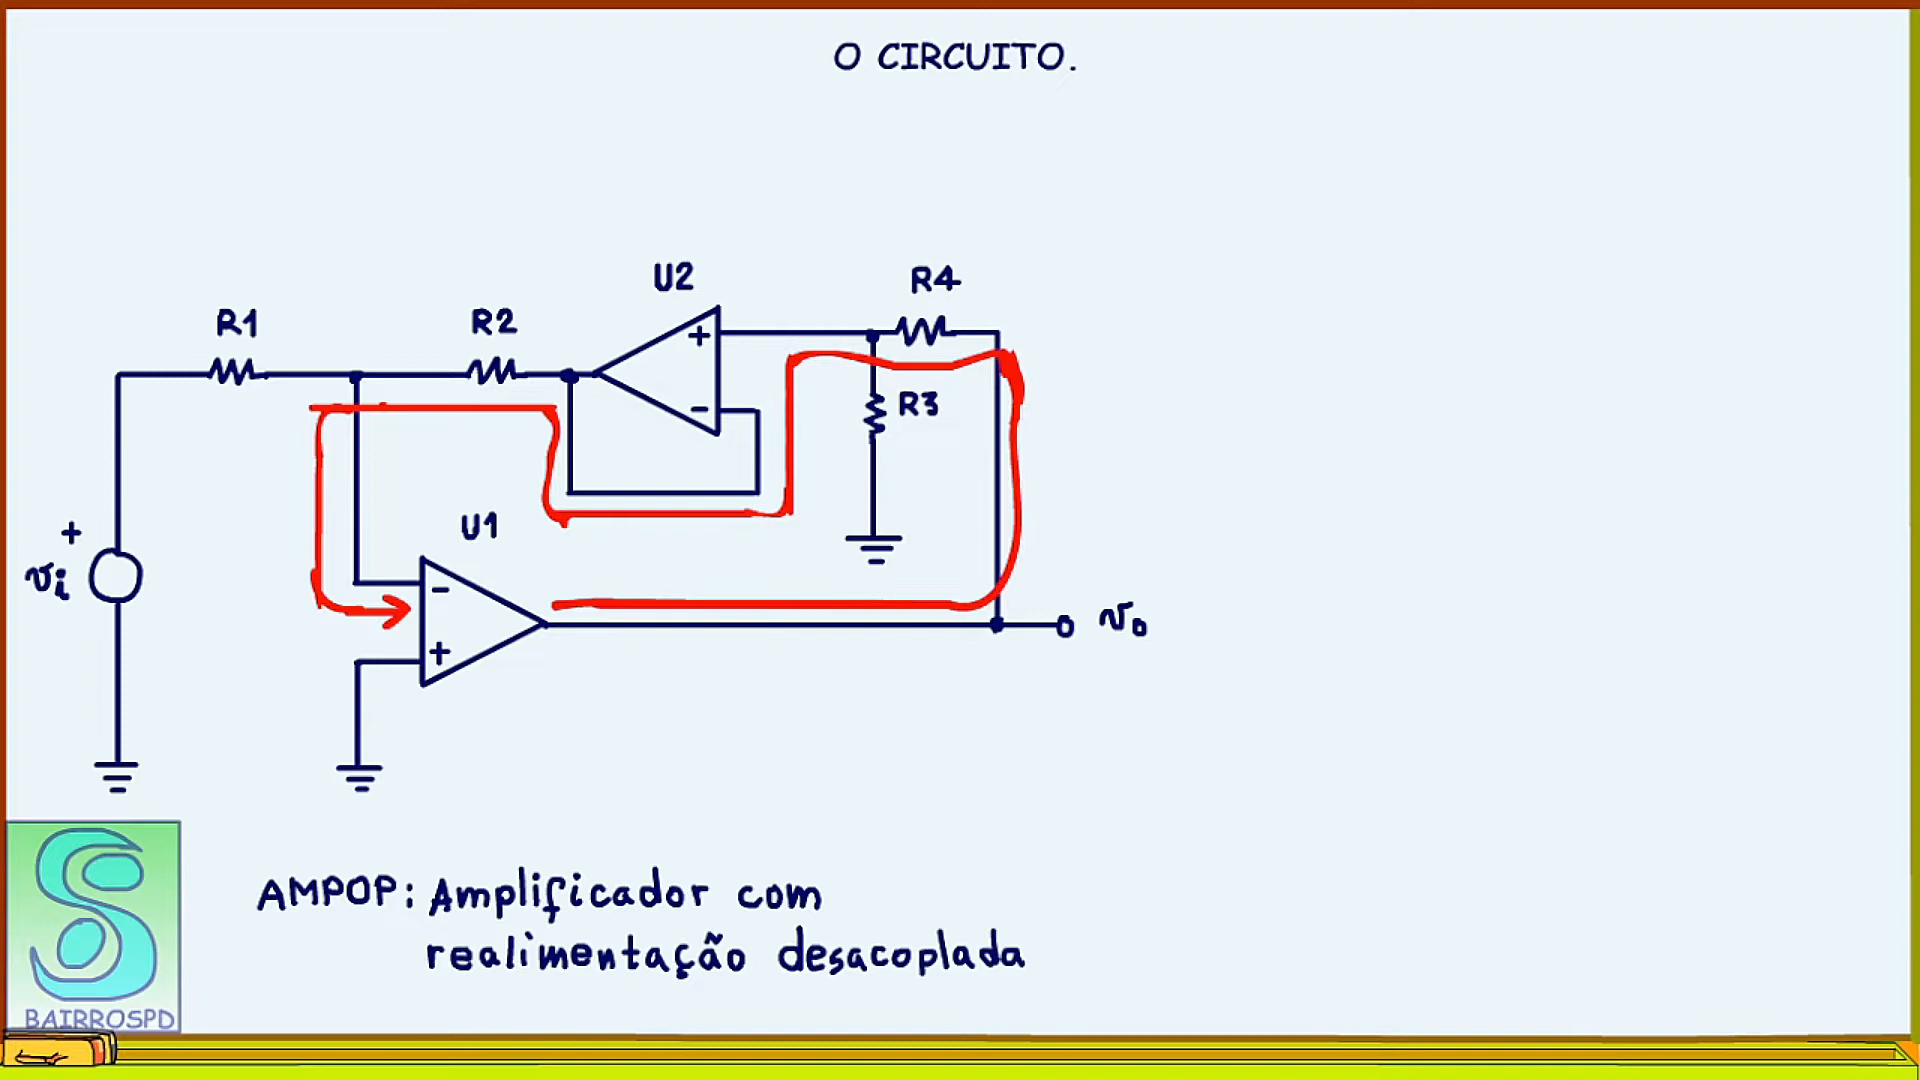 O CIRCUITO.
U2
R4
R1
R2
+
-
R3
U1
+
vi
-
+
vo
AMPOP: Amplificador com
realimentação desacoplada
BAIRROSPD